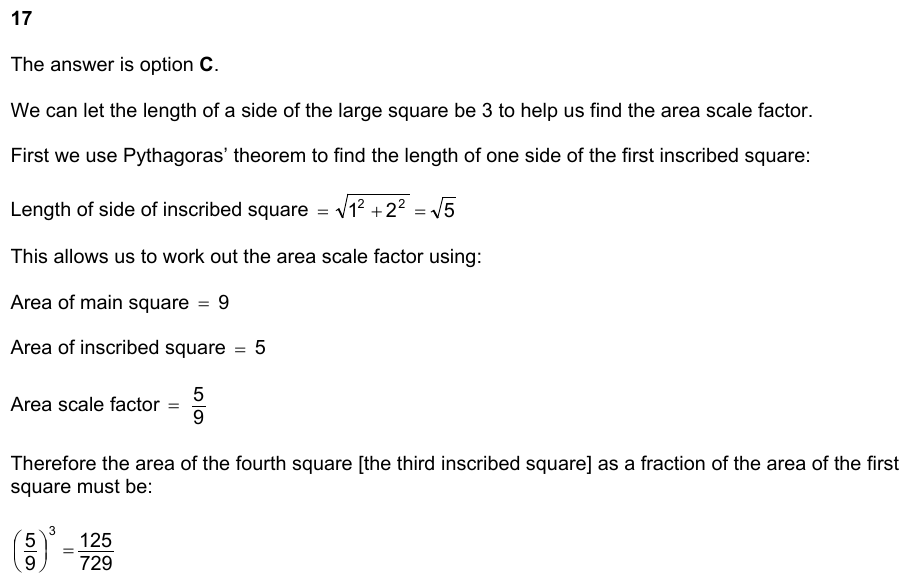 17
The answer is option C.
We can let the length of a side of the large square be 3 to help us find the area scale factor.
First we use Pythagoras’ theorem to find the length of one side of the first inscribed square:
Length of side of inscribed square = √(1² + 2²) = √5
This allows us to work out the area scale factor using:
Area of main square = 9
Area of inscribed square = 5
Area scale factor = 5/9
Therefore the area of the fourth square [the third inscribed square] as a fraction of the area of the first
square must be:
(5/9)³ = 125/729